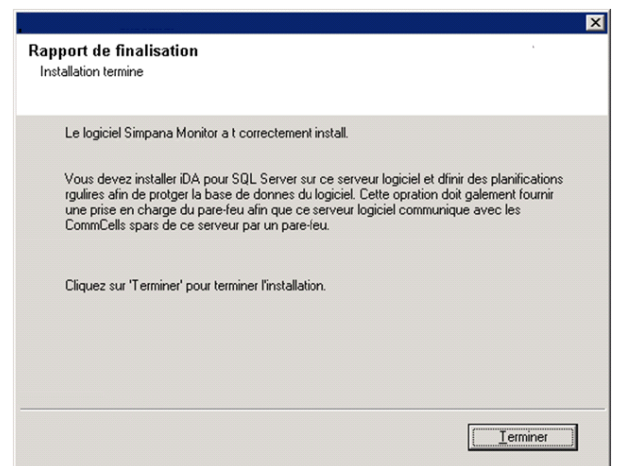 Rapport de finalisation
Installation termine
Le logiciel Simpana Monitor a t correctement install.
Vous devez installer iDA pour SQL Server sur ce serveur logiciel et dfinir des planifications
rgulires afin de protger la base de donnes du logiciel. Cette opration doit galement fournir
une prise en charge du pare-feu afin que ce serveur logiciel communique avec les
CommCells spars de ce serveur par un pare-feu.
Cliquez sur 'Terminer' pour terminer l'installation.
Terminer